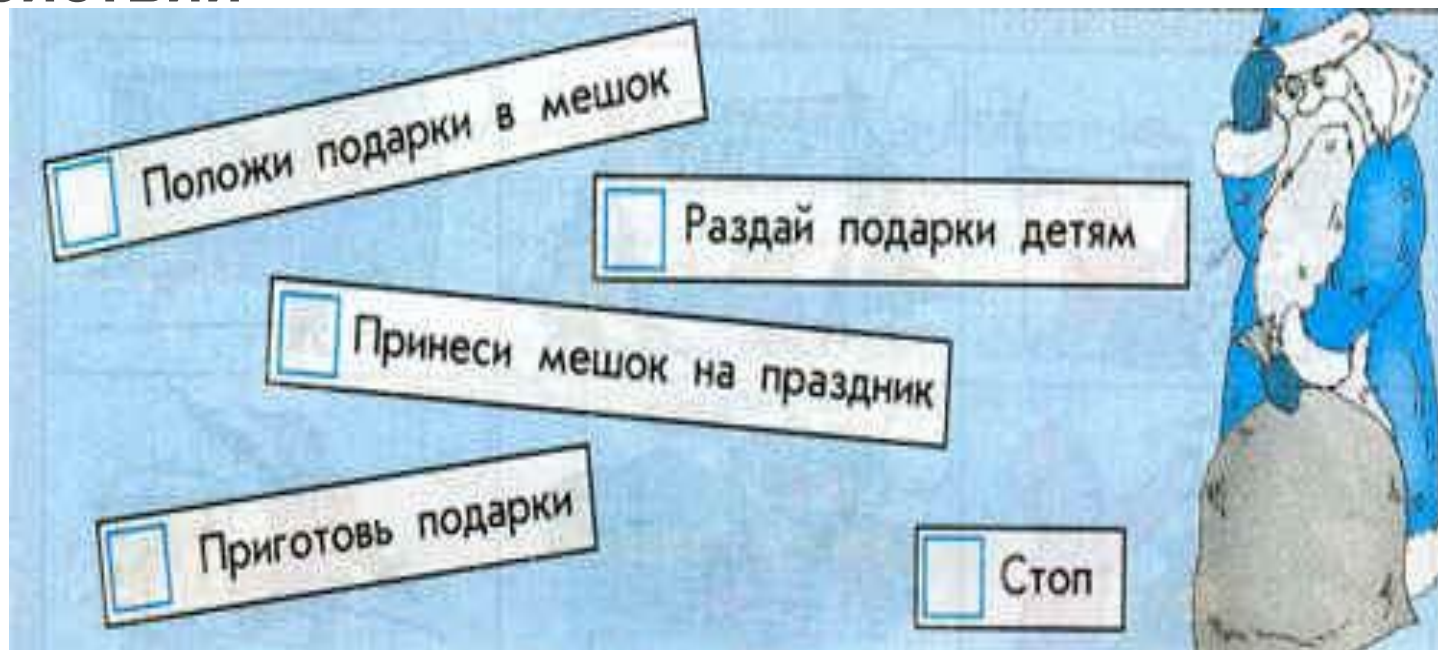 Положи подарки в мешок
Раздай подарки детям
Принеси мешок на праздник
Приготовь подарки
Стоп